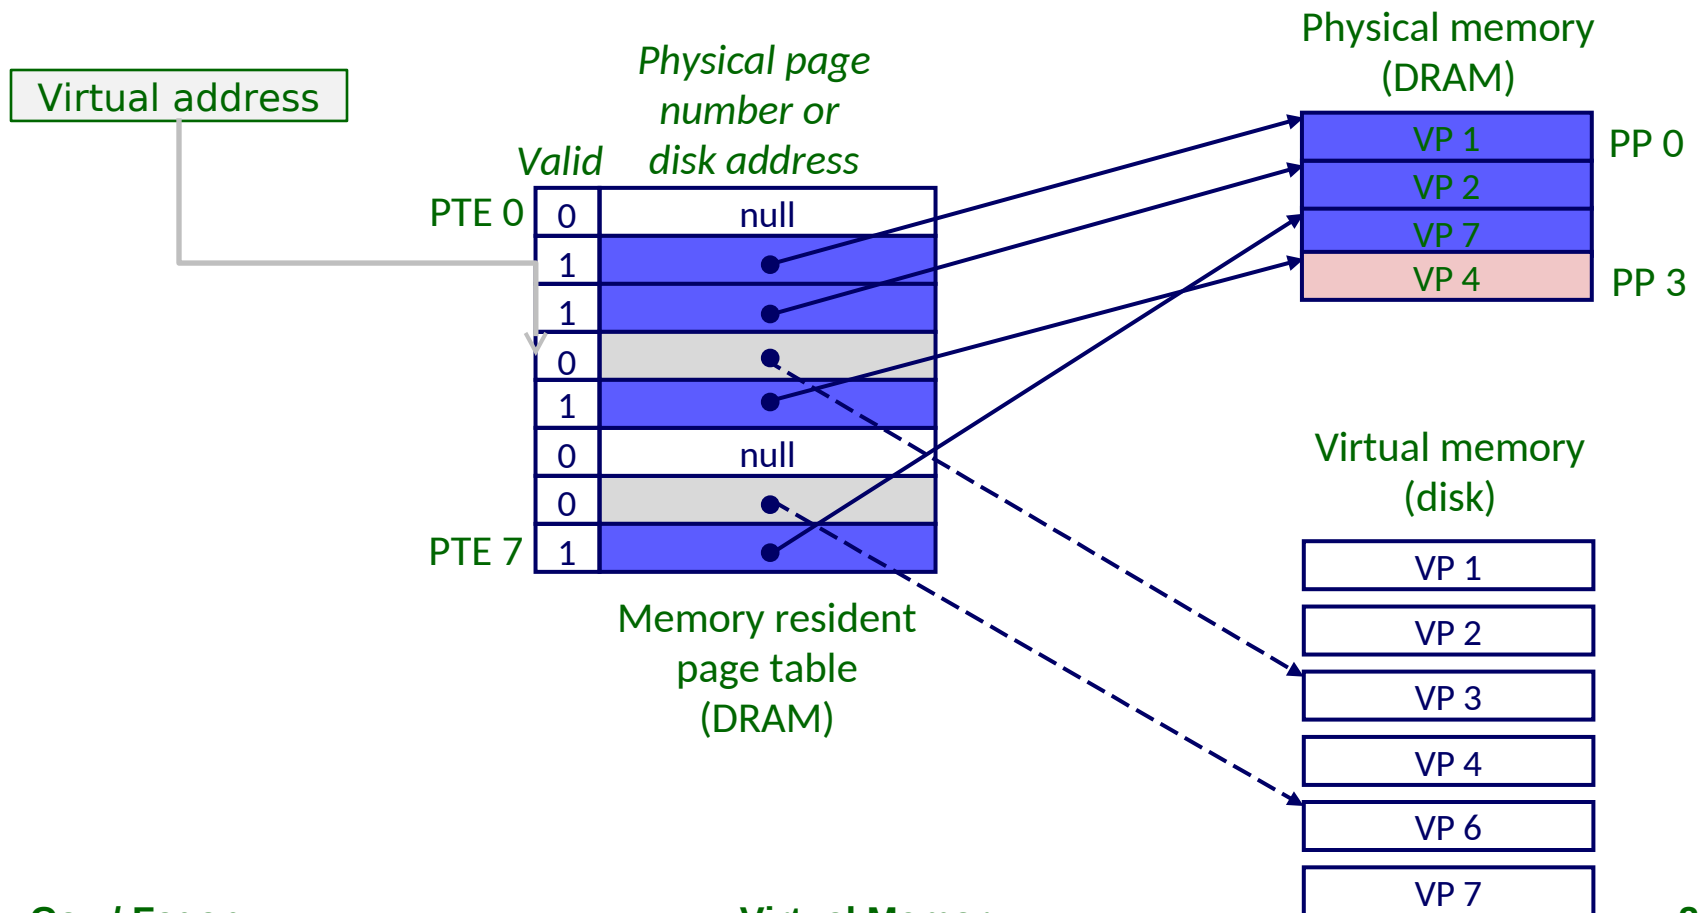 Physical memory
(DRAM)
Physical page
number or
disk address
Virtual address
Valid
VP 1
PP 0
VP 2
VP 7
VP 4
PP 3
PTE 0
0
null
1
1
0
1
0
null
0
PTE 7
1
Memory resident
page table
(DRAM)
Virtual memory
(disk)
VP 1
VP 2
VP 3
VP 4
VP 6
VP 7